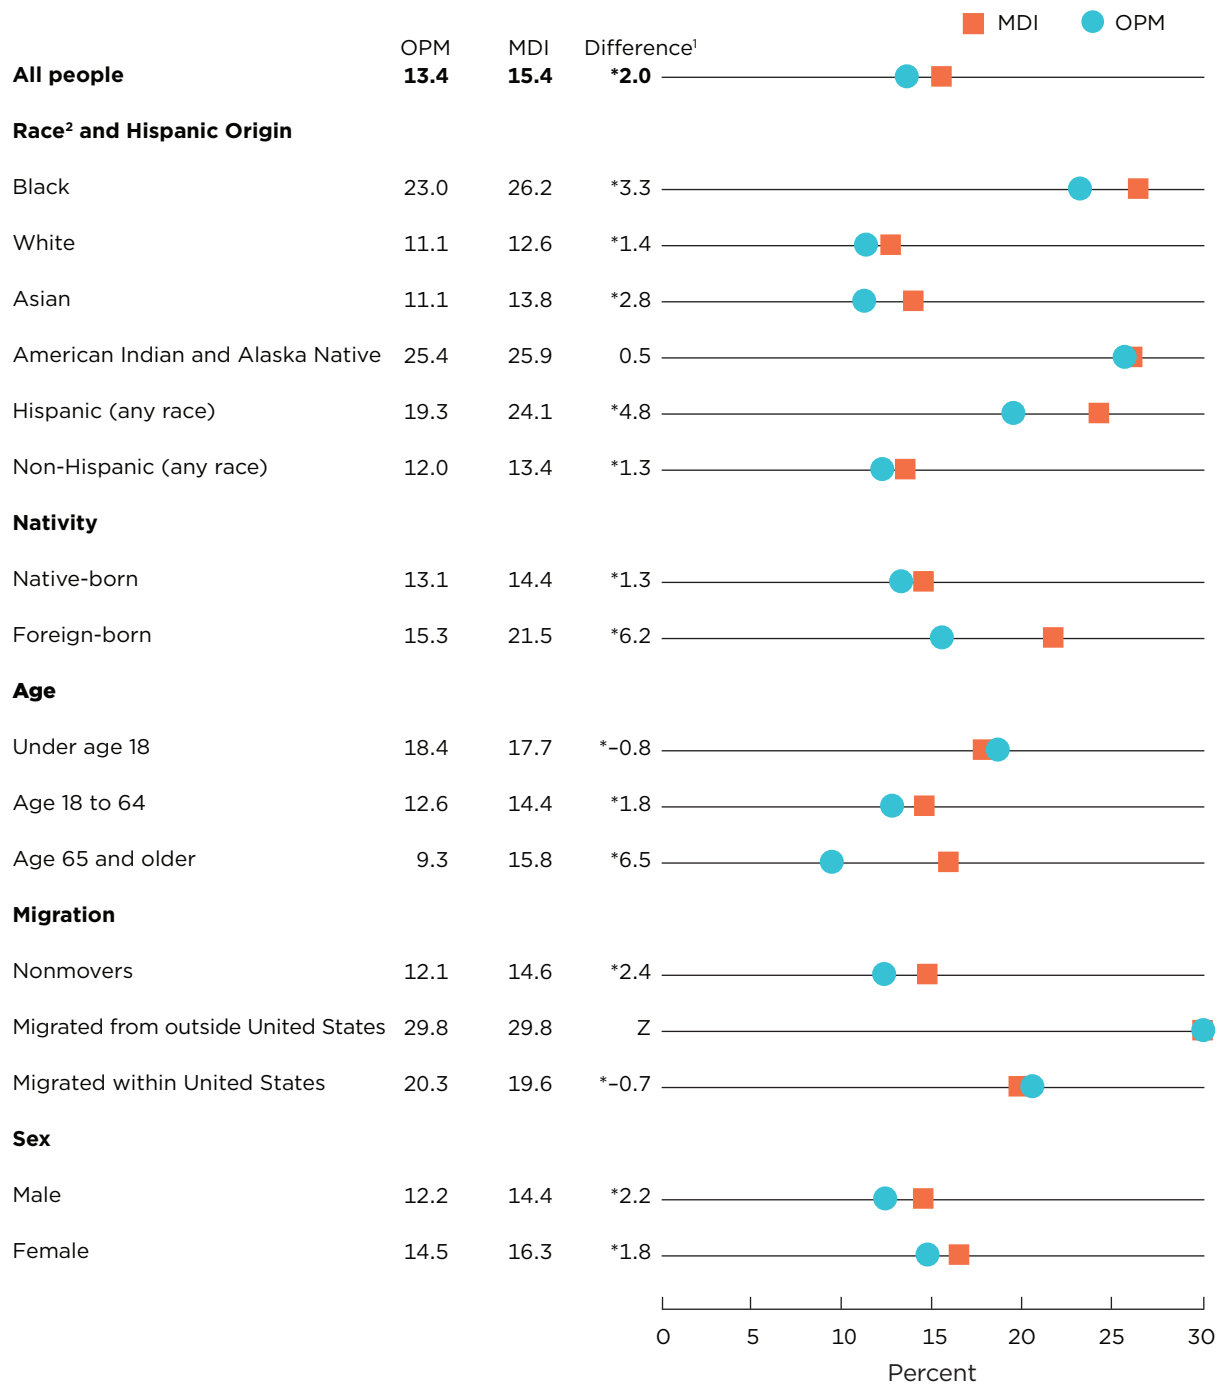 MDI OPM
OPM MDI Difference¹
All people 13.4 15.4 *2.0
Race² and Hispanic Origin
Black 23.0 26.2 *3.3
White 11.1 12.6 *1.4
Asian 11.1 13.8 *2.8
American Indian and Alaska Native 25.4 25.9 0.5
Hispanic (any race) 19.3 24.1 *4.8
Non-Hispanic (any race) 12.0 13.4 *1.3
Nativity
Native-born 13.1 14.4 *1.3
Foreign-born 15.3 21.5 *6.2
Age
Under age 18 18.4 17.7 *–0.8
Age 18 to 64 12.6 14.4 *1.8
Age 65 and older 9.3 15.8 *6.5
Migration
Nonmovers 12.1 14.6 *2.4
Migrated from outside United States 29.8 29.8 Z
Migrated within United States 20.3 19.6 *–0.7
Sex
Male 12.2 14.4 *2.2
Female 14.5 16.3 *1.8
0 5 10 15 20 25 30
Percent